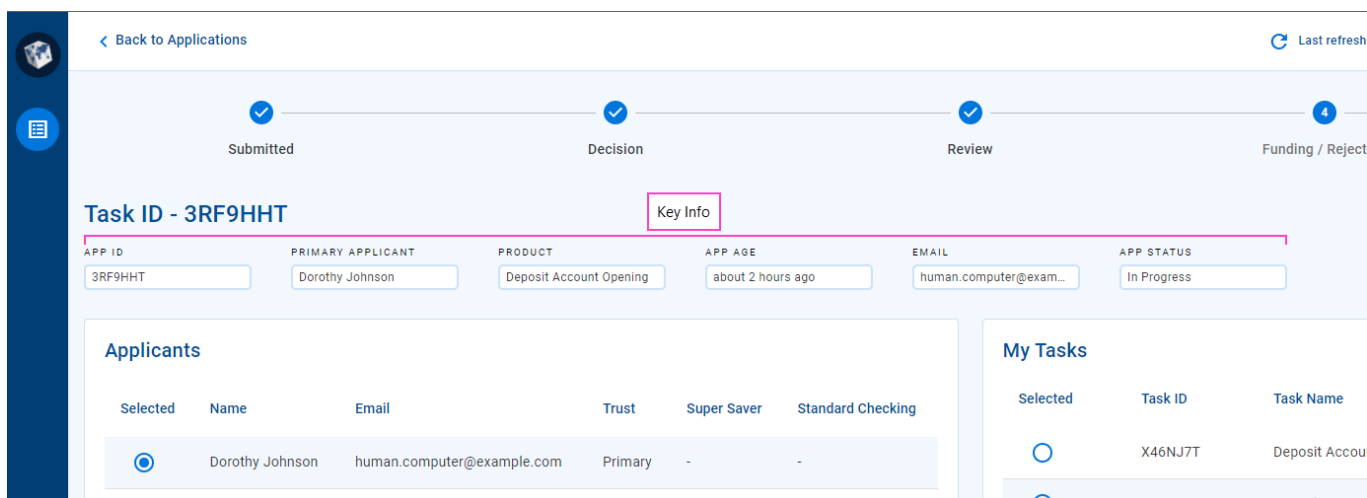 Back to Applications
Last refresh
4
Submitted
Decision
Review
Funding / Reject
Task ID - 3RF9HHT
Key Info
APP ID
PRIMARY APPLICANT
PRODUCT
APP AGE
EMAIL
APP STATUS
3RF9HHT
Dorothy Johnson
Deposit Account Opening
about 2 hours ago
human.computer@exam...
In Progress
Applicants
My Tasks
Selected
Name
Email
Trust
Super Saver
Standard Checking
Selected
Task ID
Task Name
Dorothy Johnson
human.computer@example.com
Primary
-
-
X46NJ7T
Deposit Accou